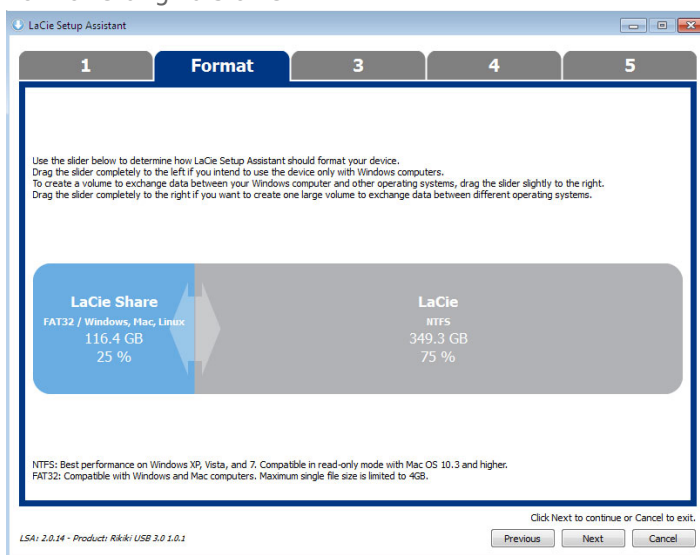 LaCie Setup Assistant
1
Format
3
4
5
Use the slider below to determine how LaCie Setup Assistant should format your device.
Drag the slider completely to the left if you intend to use the device only with Windows computers.
To create a volume to exchange data between your Windows computer and other operating systems, drag the slider slightly to the right.
Drag the slider completely to the right if you want to create one large volume to exchange data between different operating systems.
LaCie Share
FAT32 / Windows, Mac, Linux
116.4 GB
25 %
LaCie
NTFS
349.3 GB
75 %
NTFS: Best performance on Windows XP, Vista, and 7. Compatible in read-only mode with Mac OS 10.3 and higher.
FAT32: Compatible with Windows and Mac computers. Maximum single file size is limited to 4GB.
Click Next to continue or Cancel to exit.
LSA: 2.0.14 - Product: Rikiki USB 3.0 1.0.1
Previous
Next
Cancel